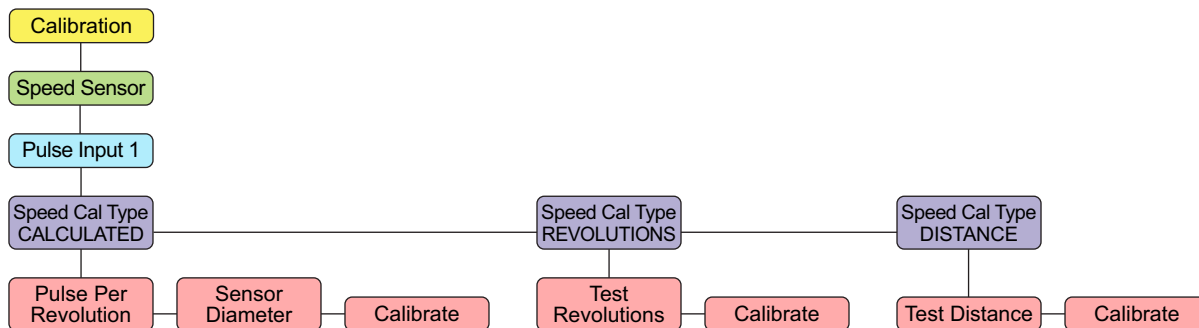 Calibration
Speed Sensor
Pulse Input 1
Speed Cal Type
CALCULATED
Speed Cal Type
REVOLUTIONS
Speed Cal Type
DISTANCE
Pulse Per
Revolution
Sensor
Diameter
Calibrate
Test
Revolutions
Calibrate
Test Distance
Calibrate